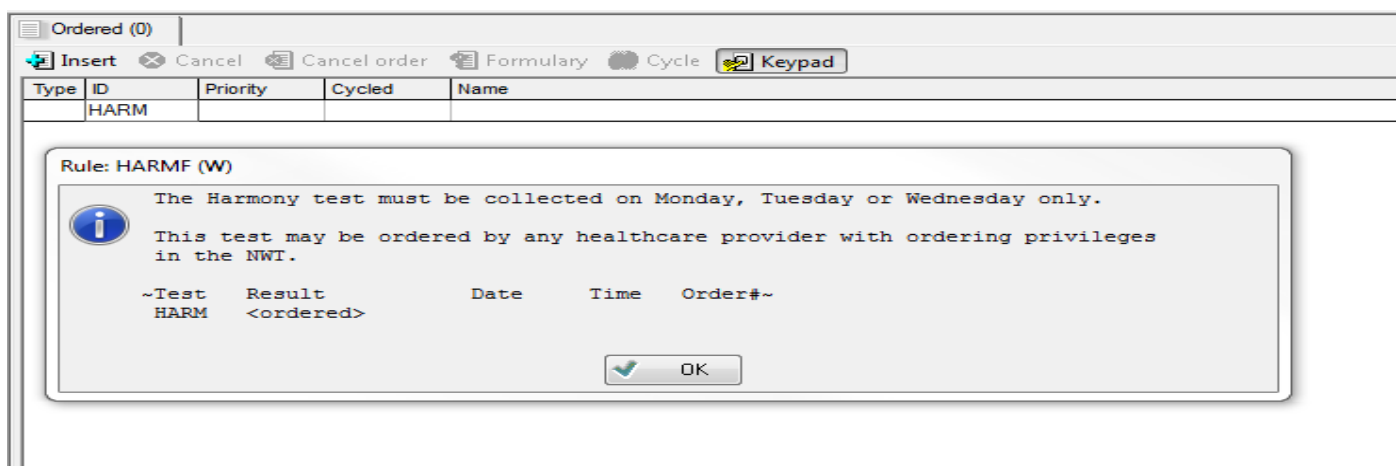 Ordered (0)
Insert Cancel Cancel order Formulary Cycle Keypad
Type ID Priority Cycled Name
HARM
Rule: HARMF (W)
The Harmony test must be collected on Monday, Tuesday or Wednesday only.
This test may be ordered by any healthcare provider with ordering privileges
in the NWT.
~Test Result Date Time Order#~
HARM <ordered>
OK